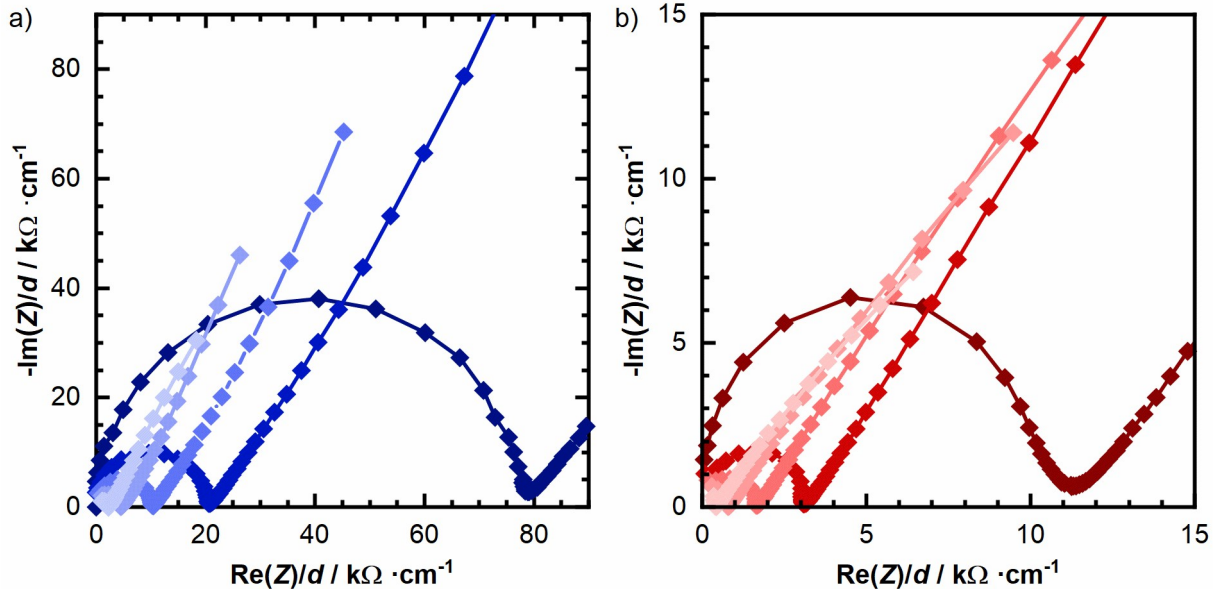 a)
80
60
40
20
0
-Im(Z)/d / kΩ ·cm⁻¹
0 20 40 60 80
Re(Z)/d / kΩ ·cm⁻¹
b)
15
10
5
0
-Im(Z)/d / kΩ ·cm⁻¹
0 5 10 15
Re(Z)/d / kΩ ·cm⁻¹